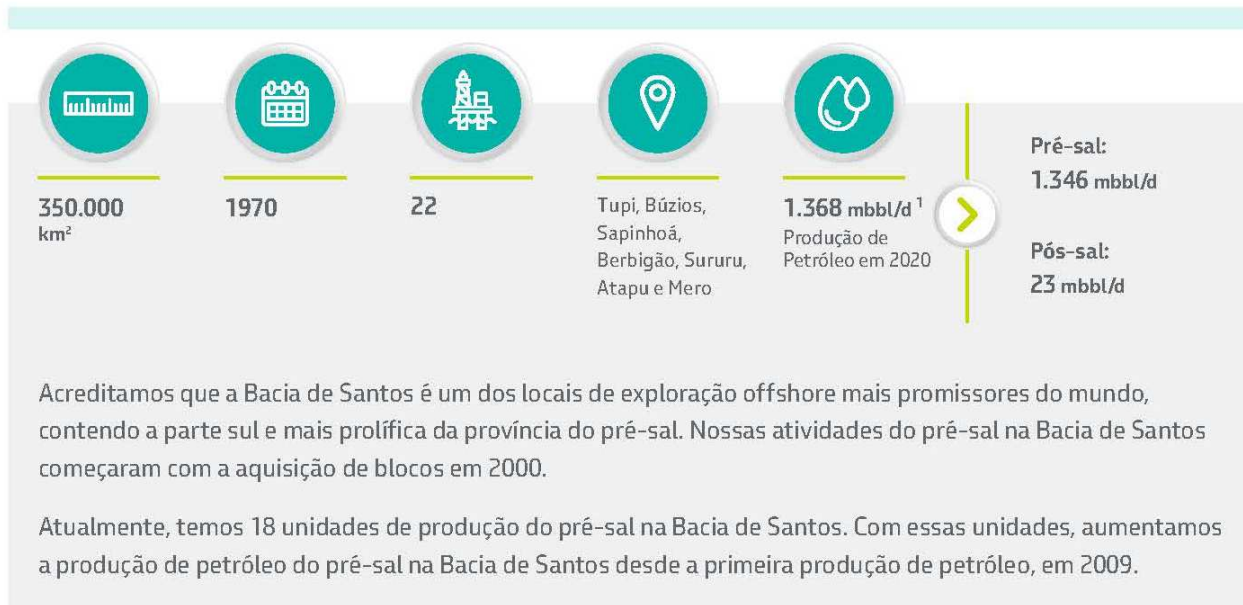 350.000
km²
1970
22
Tupi, Búzios,
Sapinhoá,
Berbigão, Sururu,
Atapu e Mero
1.368 mbbl/d ¹
Produção de
Petróleo em 2020
Pré-sal:
1.346 mbbl/d
Pós-sal:
23 mbbl/d
Acreditamos que a Bacia de Santos é um dos locais de exploração offshore mais promissores do mundo,
contendo a parte sul e mais prolífica da província do pré-sal. Nossas atividades do pré-sal na Bacia de Santos
começaram com a aquisição de blocos em 2000.
Atualmente, temos 18 unidades de produção do pré-sal na Bacia de Santos. Com essas unidades, aumentamos
a produção de petróleo do pré-sal na Bacia de Santos desde a primeira produção de petróleo, em 2009.